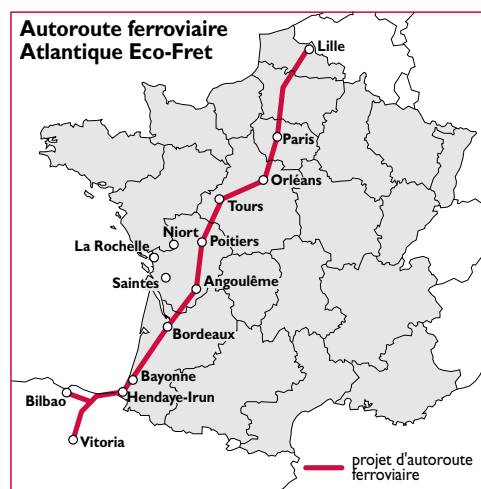 Autoroute ferroviaire
Atlantique Eco-Fret
Lille
Paris
Orléans
Tours
Niort
Poitiers
La Rochelle
Saintes
Angoulême
Bordeaux
Bayonne
Hendaye-Irun
Bilbao
Vitoria
projet d'autoroute
ferroviaire